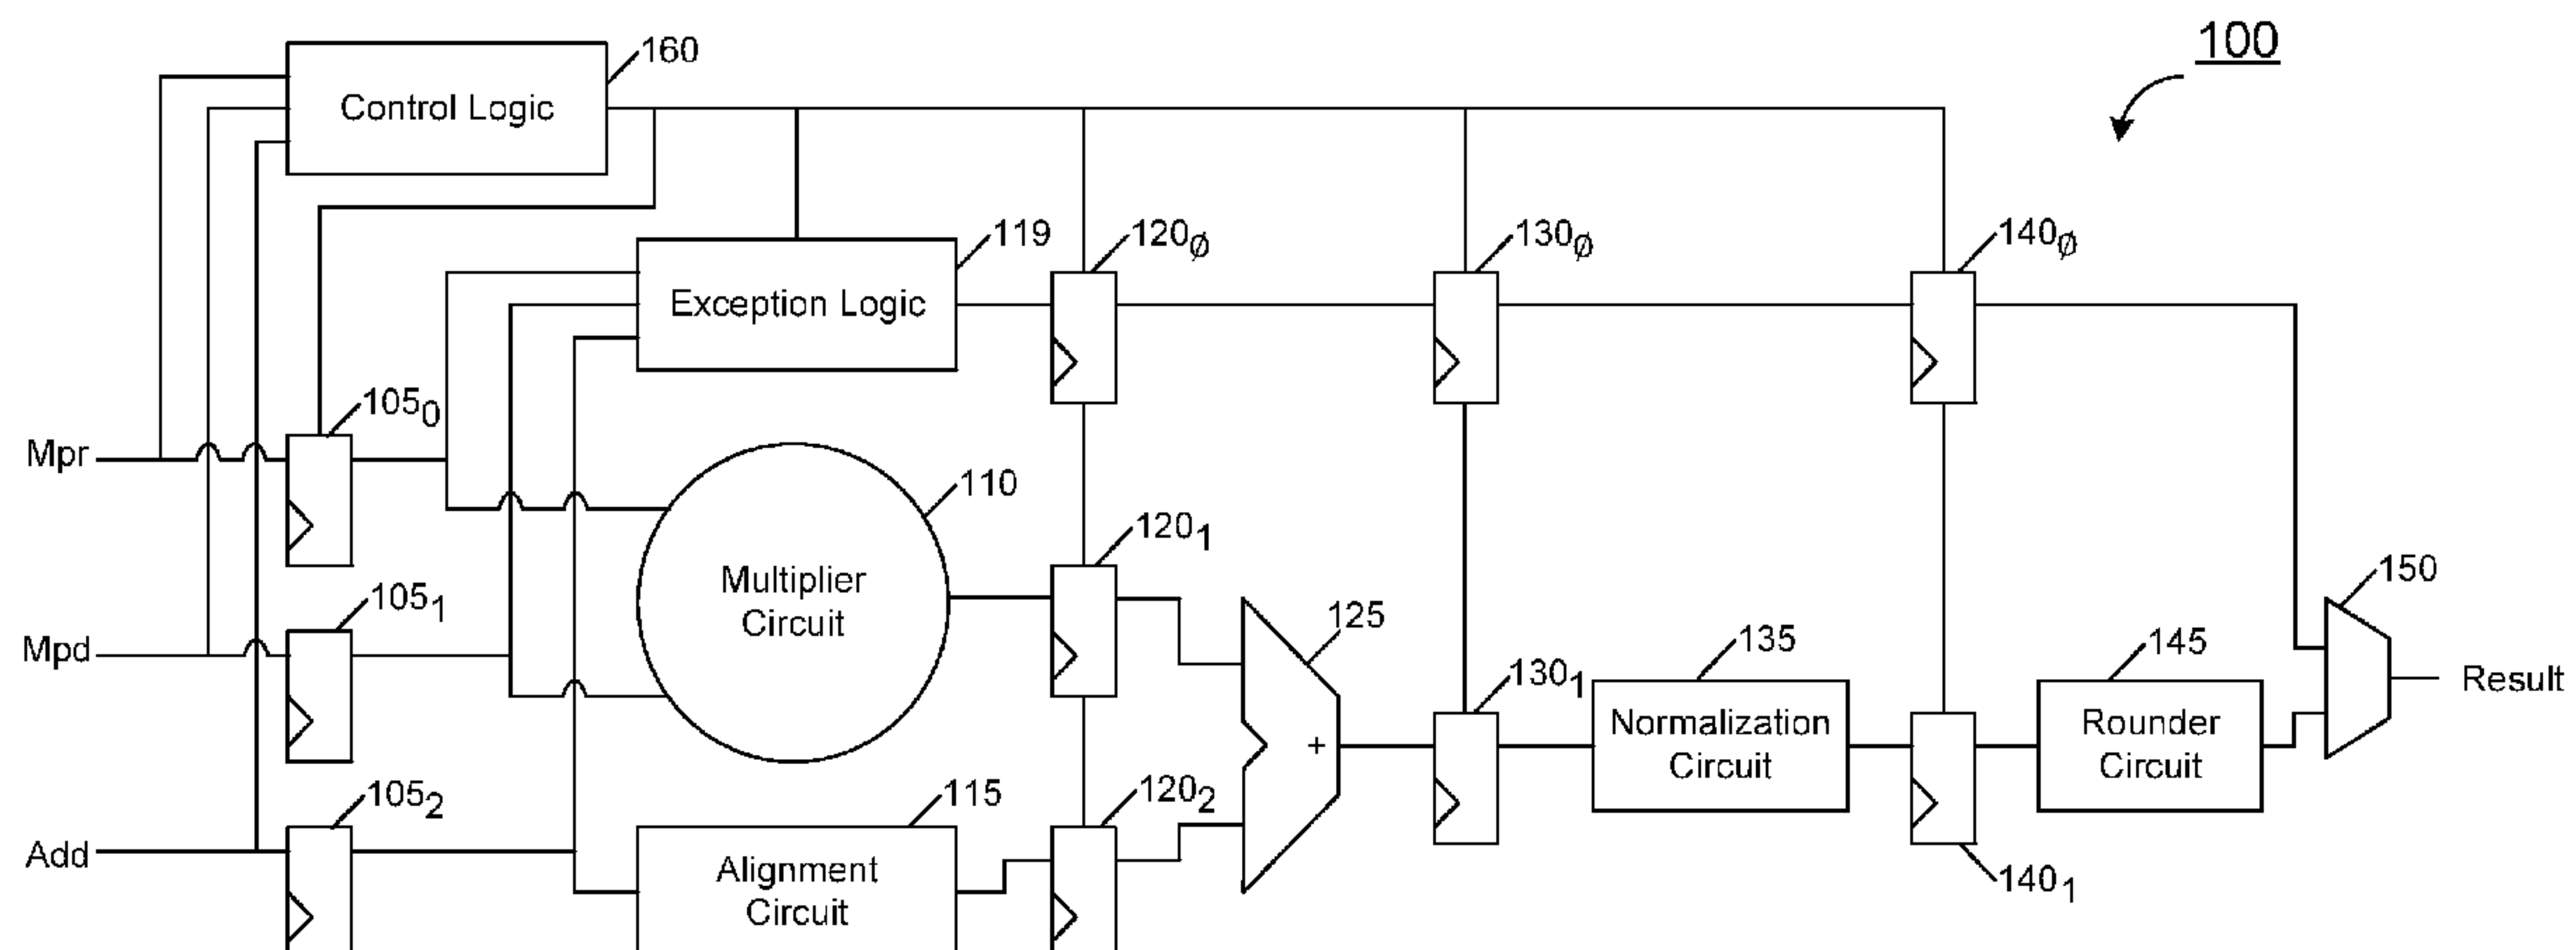 100
160
Control Logic
119
120∅
130∅
140∅
Exception Logic
105₀
Mpr
110
120₁
Multiplier
Circuit
150
105₁
125
Mpd
135
145
130₁
Result
Normalization
Circuit
Rounder
Circuit
+
105₂
115
120₂
Add
Alignment
Circuit
140₁